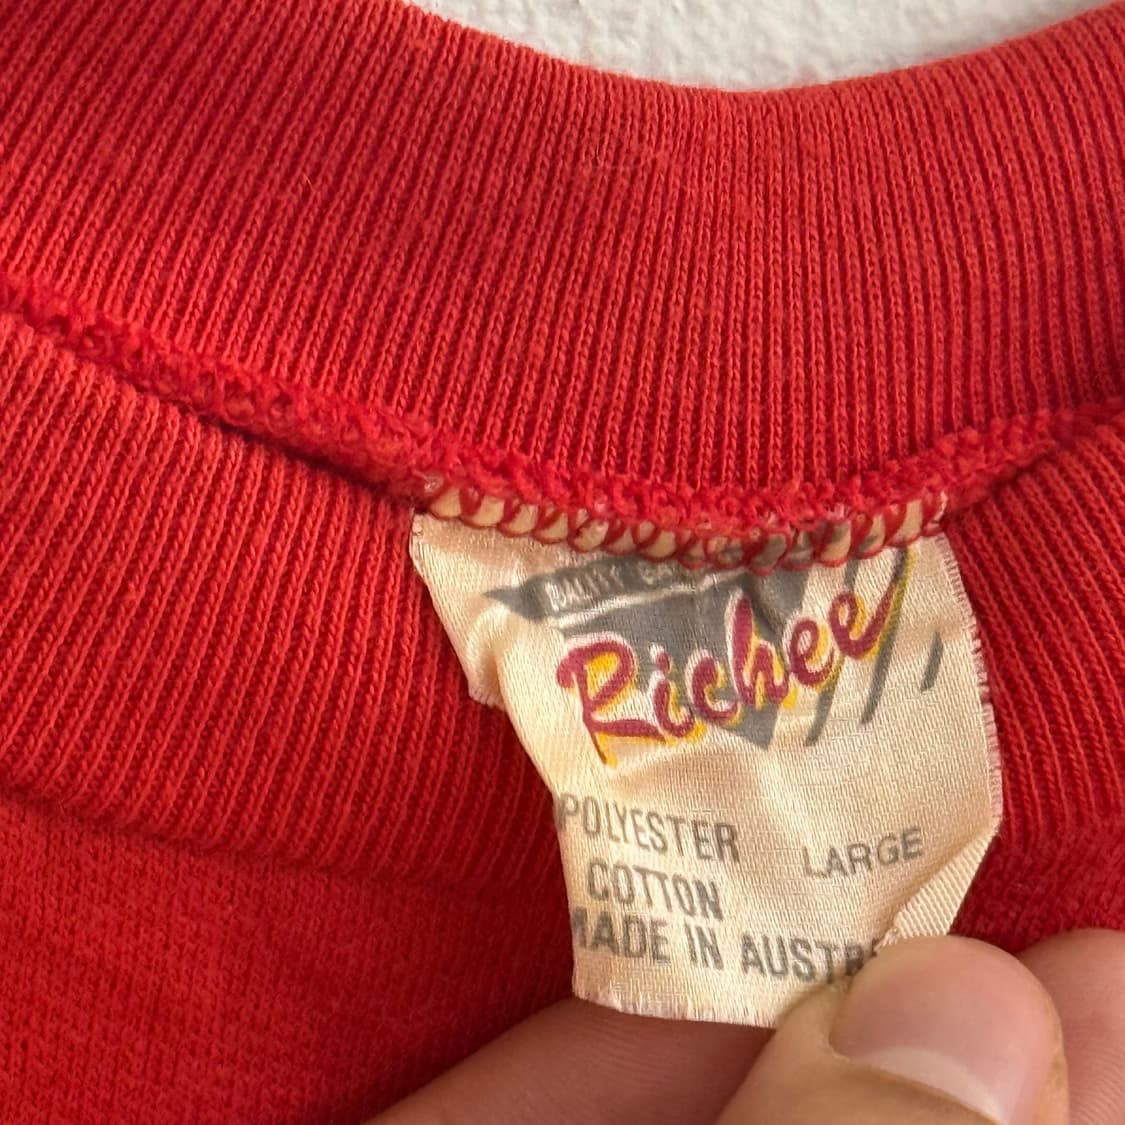 Richee
POLYESTER
LARGE
COTTON
MADE IN AUSTR